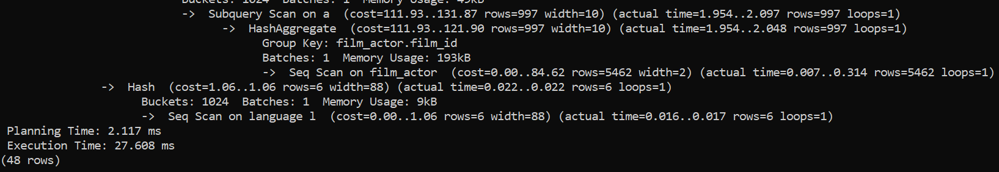 Buckets: 1024  Batches: 1  Memory Usage: 49kB
->  Subquery Scan on a  (cost=111.93..131.87 rows=997 width=10) (actual time=1.954..2.097 rows=997 loops=1)
->  HashAggregate  (cost=111.93..121.90 rows=997 width=10) (actual time=1.954..2.048 rows=997 loops=1)
Group Key: film_actor.film_id
Batches: 1  Memory Usage: 193kB
->  Seq Scan on film_actor  (cost=0.00..84.62 rows=5462 width=2) (actual time=0.007..0.314 rows=5462 loops=1)
->  Hash  (cost=1.06..1.06 rows=6 width=88) (actual time=0.022..0.022 rows=6 loops=1)
Buckets: 1024  Batches: 1  Memory Usage: 9kB
->  Seq Scan on language l  (cost=0.00..1.06 rows=6 width=88) (actual time=0.016..0.017 rows=6 loops=1)
Planning Time: 2.117 ms
Execution Time: 27.608 ms
(48 rows)